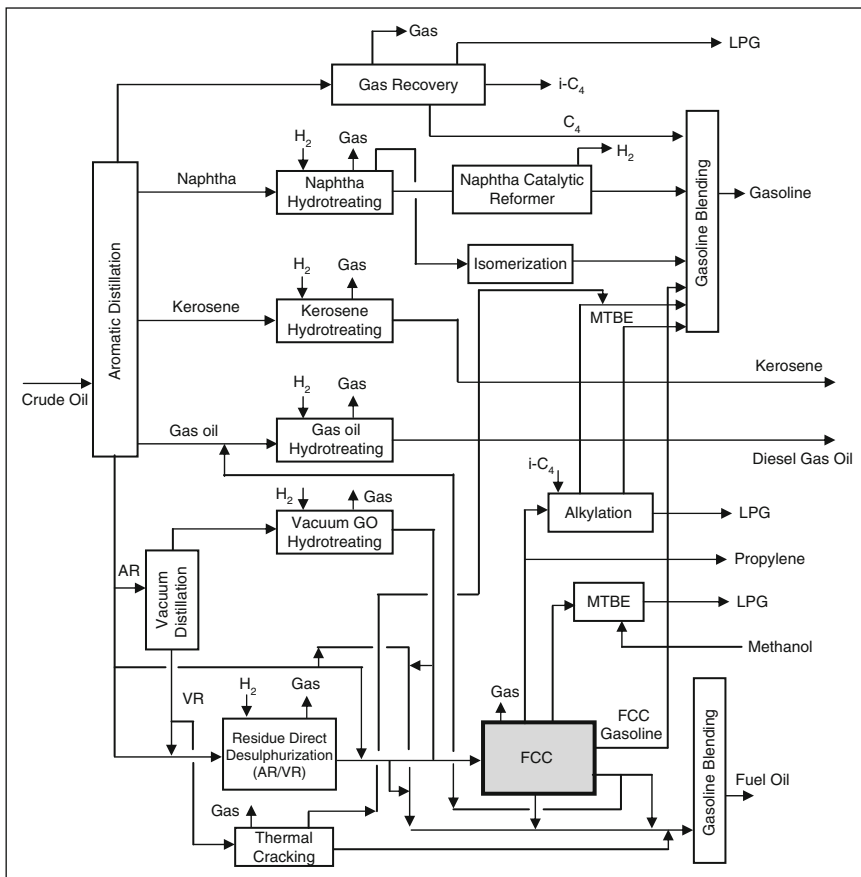 Gas
LPG
Gas Recovery
i-C₄
C₄
H₂
Gas
H₂
Naphtha
Naphtha
Hydrotreating
Naphtha Catalytic
Reformer
Gasoline Blending
Gasoline
Aromatic Distillation
Isomerization
H₂
Gas
Kerosene
Kerosene
Hydrotreating
MTBE
Kerosene
Crude Oil
H₂
Gas
Gas oil
Gas oil
Hydrotreating
Diesel Gas Oil
i-C₄
H₂
Gas
Vacuum GO
Hydrotreating
Alkylation
LPG
Propylene
AR
Vacuum
Distillation
MTBE
LPG
Methanol
VR
H₂
Gas
Gas
FCC
Gasoline
Residue Direct
Desulphurization
(AR/VR)
FCC
Gasoline Blending
Fuel Oil
Gas
Thermal
Cracking